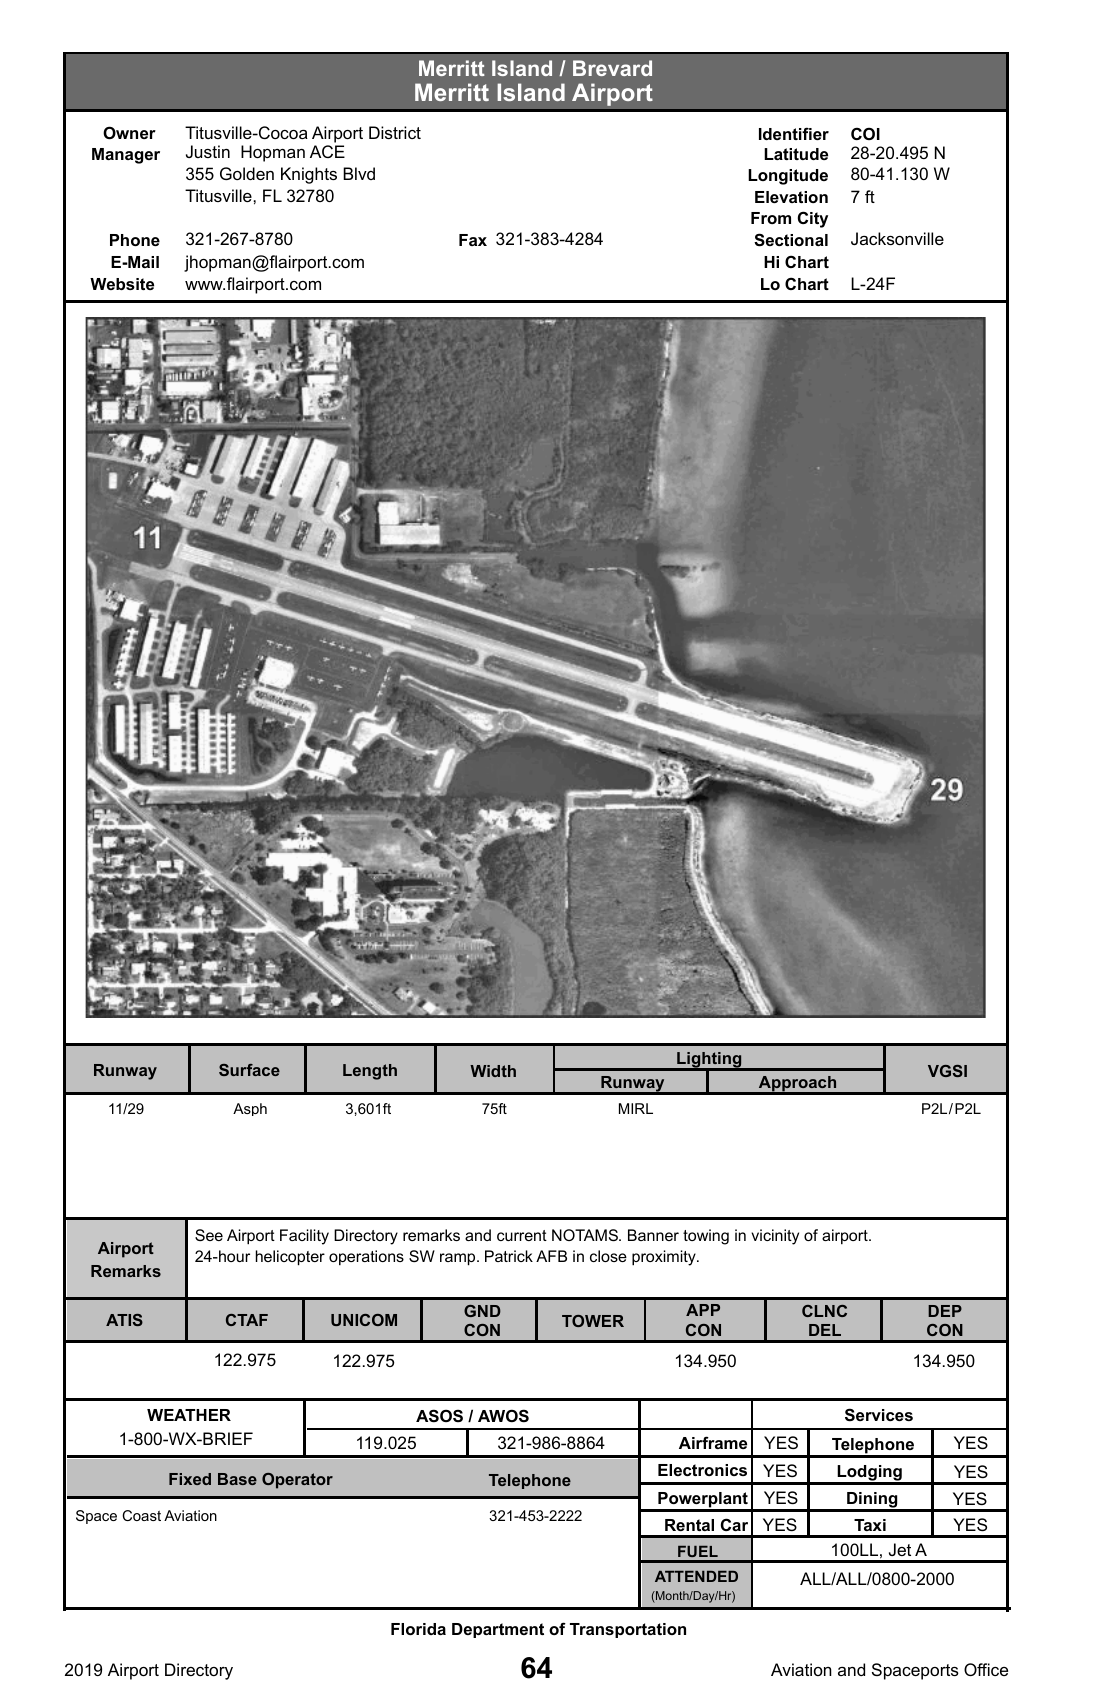 Merritt Island / Brevard
Merritt Island Airport
Owner Titusville-Cocoa Airport District
Manager Justin Hopman ACE
355 Golden Knights Blvd
Titusville, FL 32780
Phone 321-267-8780 Fax 321-383-4284
E-Mail jhopman@flairport.com
Website www.flairport.com
Identifier COI
Latitude 28-20.495 N
Longitude 80-41.130 W
Elevation 7 ft
From City
Sectional Jacksonville
Hi Chart
Lo Chart L-24F
11
29
Runway Surface Length Width Lighting VGSI
Runway Approach
11/29 Asph 3,601ft 75ft MIRL P2L/P2L
Airport Remarks
See Airport Facility Directory remarks and current NOTAMS. Banner towing in vicinity of airport.
24-hour helicopter operations SW ramp. Patrick AFB in close proximity.
ATIS CTAF UNICOM GND CON TOWER APP CON CLNC DEL DEP CON
122.975 122.975 134.950 134.950
WEATHER
1-800-WX-BRIEF
ASOS / AWOS
119.025 321-986-8864
Fixed Base Operator Telephone
Space Coast Aviation 321-453-2222
Services
Airframe YES Telephone YES
Electronics YES Lodging YES
Powerplant YES Dining YES
Rental Car YES Taxi YES
FUEL 100LL, Jet A
ATTENDED ALL/ALL/0800-2000
(Month/Day/Hr)
Florida Department of Transportation
2019 Airport Directory 64 Aviation and Spaceports Office